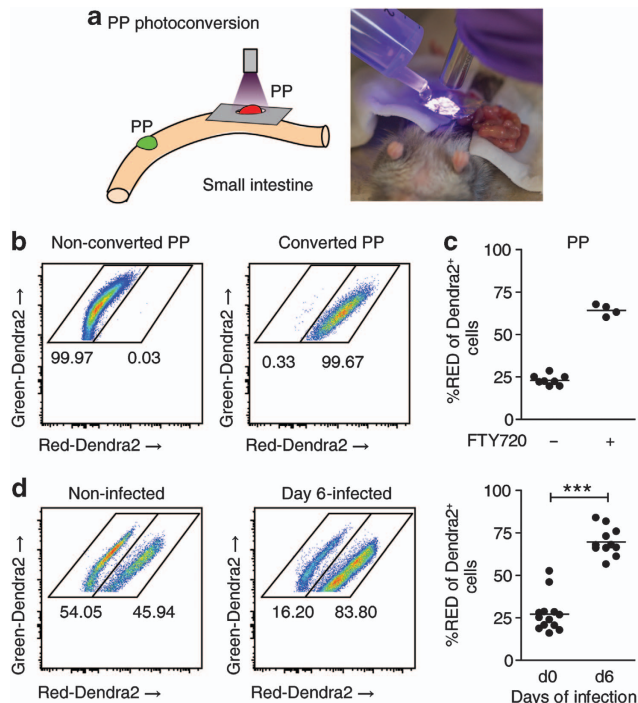 a PP photoconversion
PP
PP
Small intestine
b Non-converted PP
Green-Dendra2 →
99.97 0.03
Red-Dendra2 →
Converted PP
Green-Dendra2 →
0.33 99.67
Red-Dendra2 →
c PP
%RED of Dendra2+ cells
100
75
50
25
0
FTY720 – +
d Non-infected
Green-Dendra2 →
54.05 45.94
Red-Dendra2 →
Day 6-infected
Green-Dendra2 →
16.20 83.80
Red-Dendra2 →
%RED of Dendra2+ cells
100
75
50
25
0
***
d0 d6
Days of infection